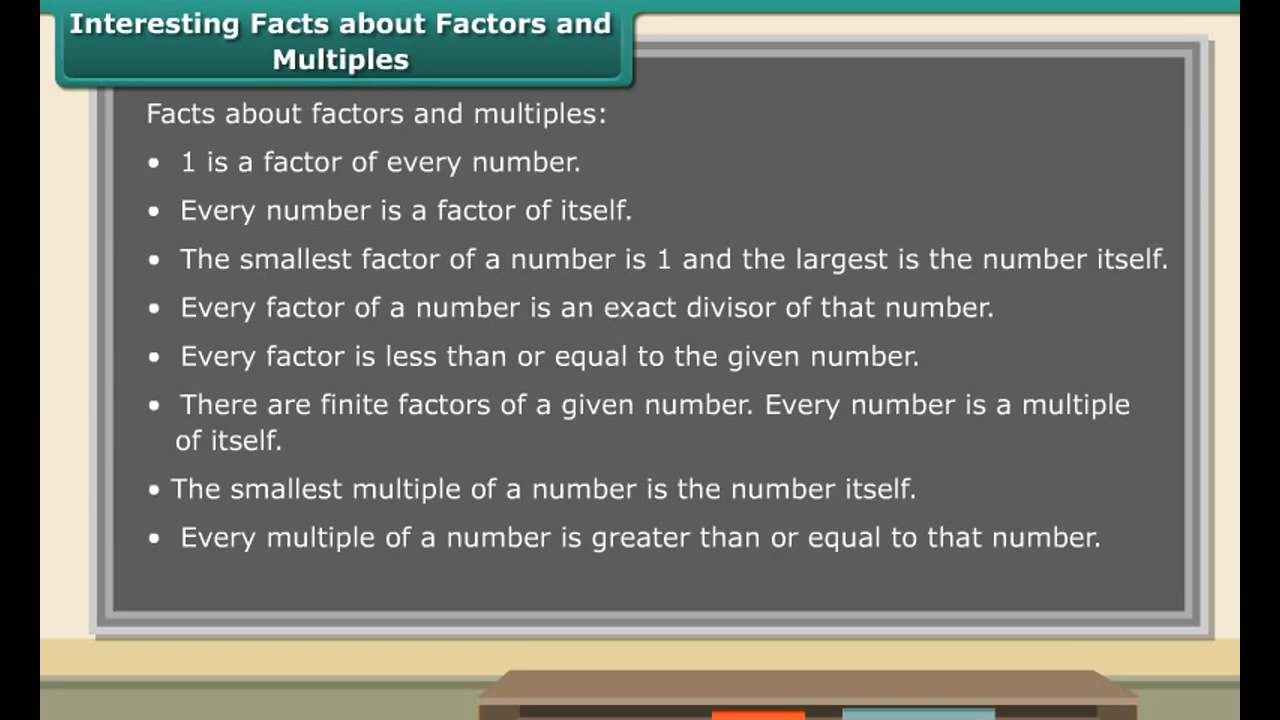 Interesting Facts about Factors and
Multiples
Facts about factors and multiples:
• 1 is a factor of every number.
• Every number is a factor of itself.
• The smallest factor of a number is 1 and the largest is the number itself.
• Every factor of a number is an exact divisor of that number.
• Every factor is less than or equal to the given number.
• There are finite factors of a given number. Every number is a multiple
of itself.
• The smallest multiple of a number is the number itself.
• Every multiple of a number is greater than or equal to that number.